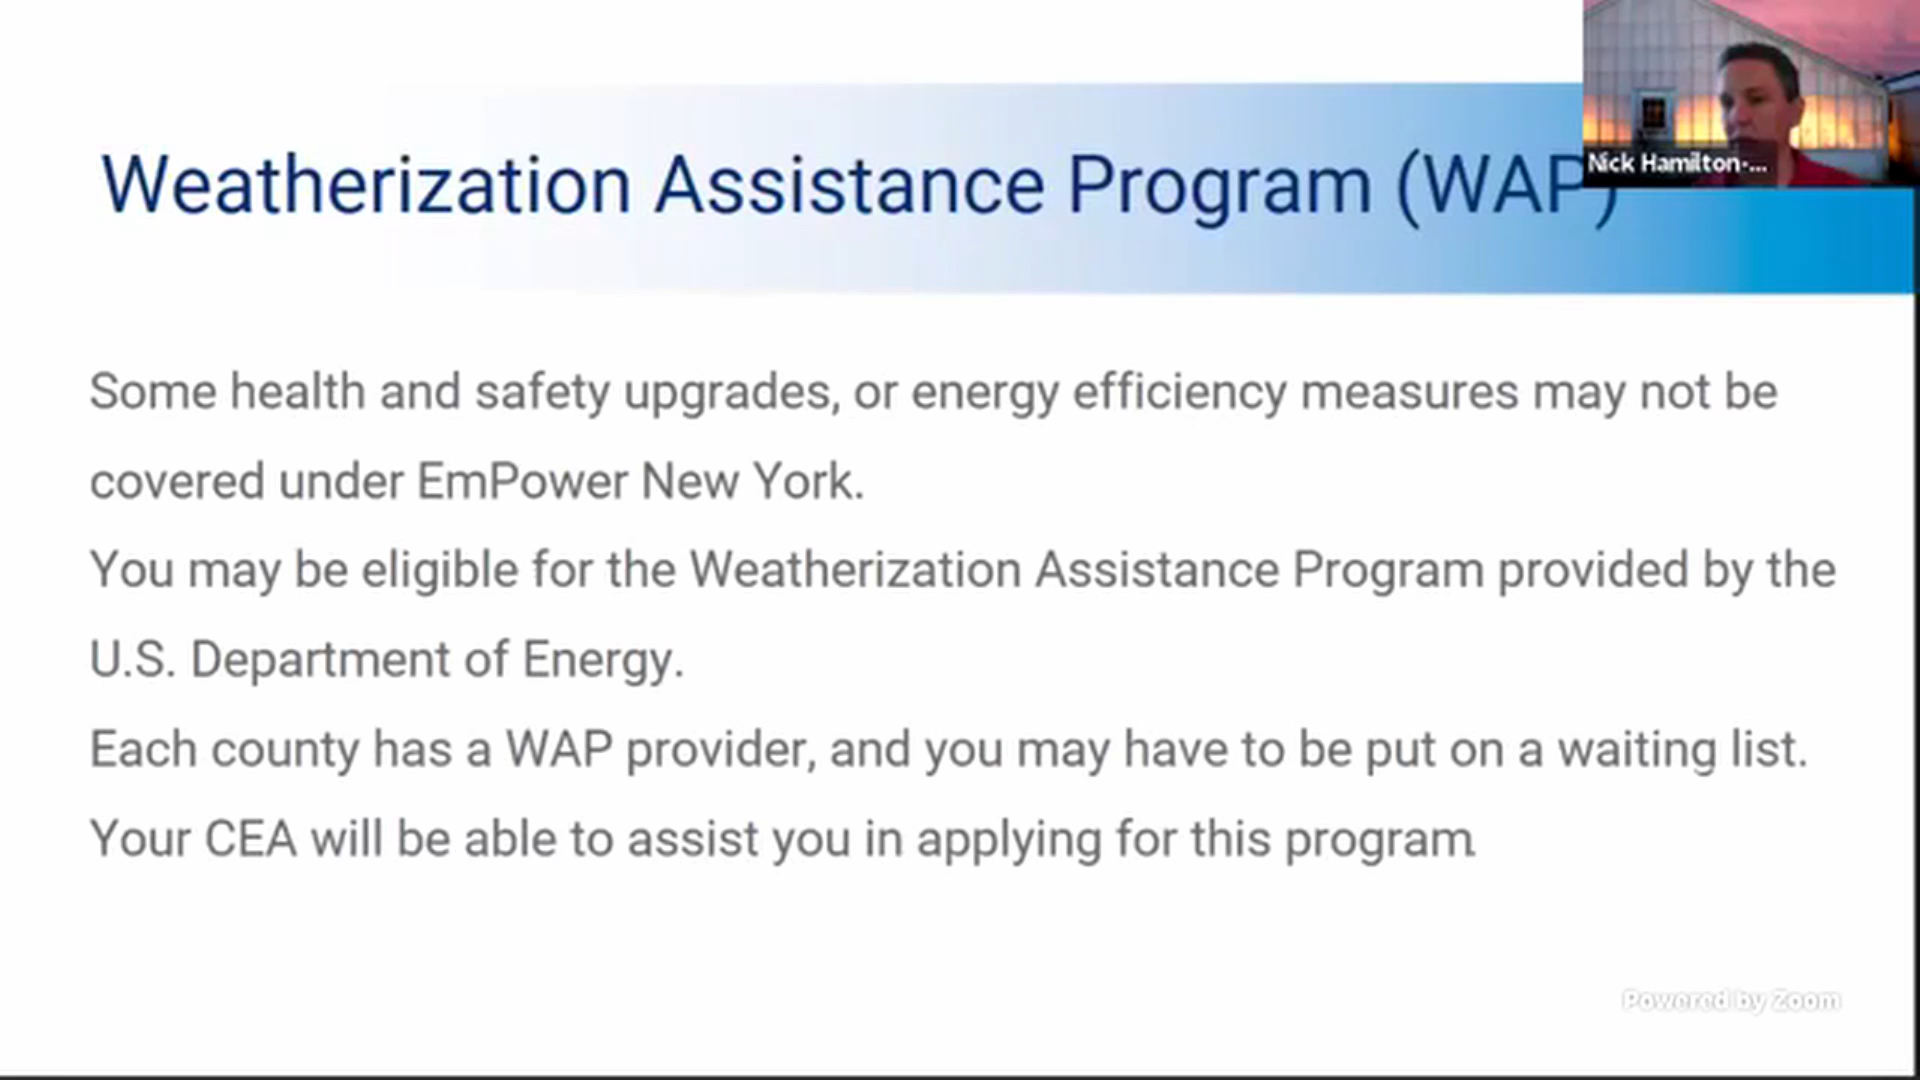 Nick Hamilton-...
Weatherization Assistance Program (WAP)
Some health and safety upgrades, or energy efficiency measures may not be
covered under EmPower New York.
You may be eligible for the Weatherization Assistance Program provided by the
U.S. Department of Energy.
Each county has a WAP provider, and you may have to be put on a waiting list.
Your CEA will be able to assist you in applying for this program.
Powered by Zoom